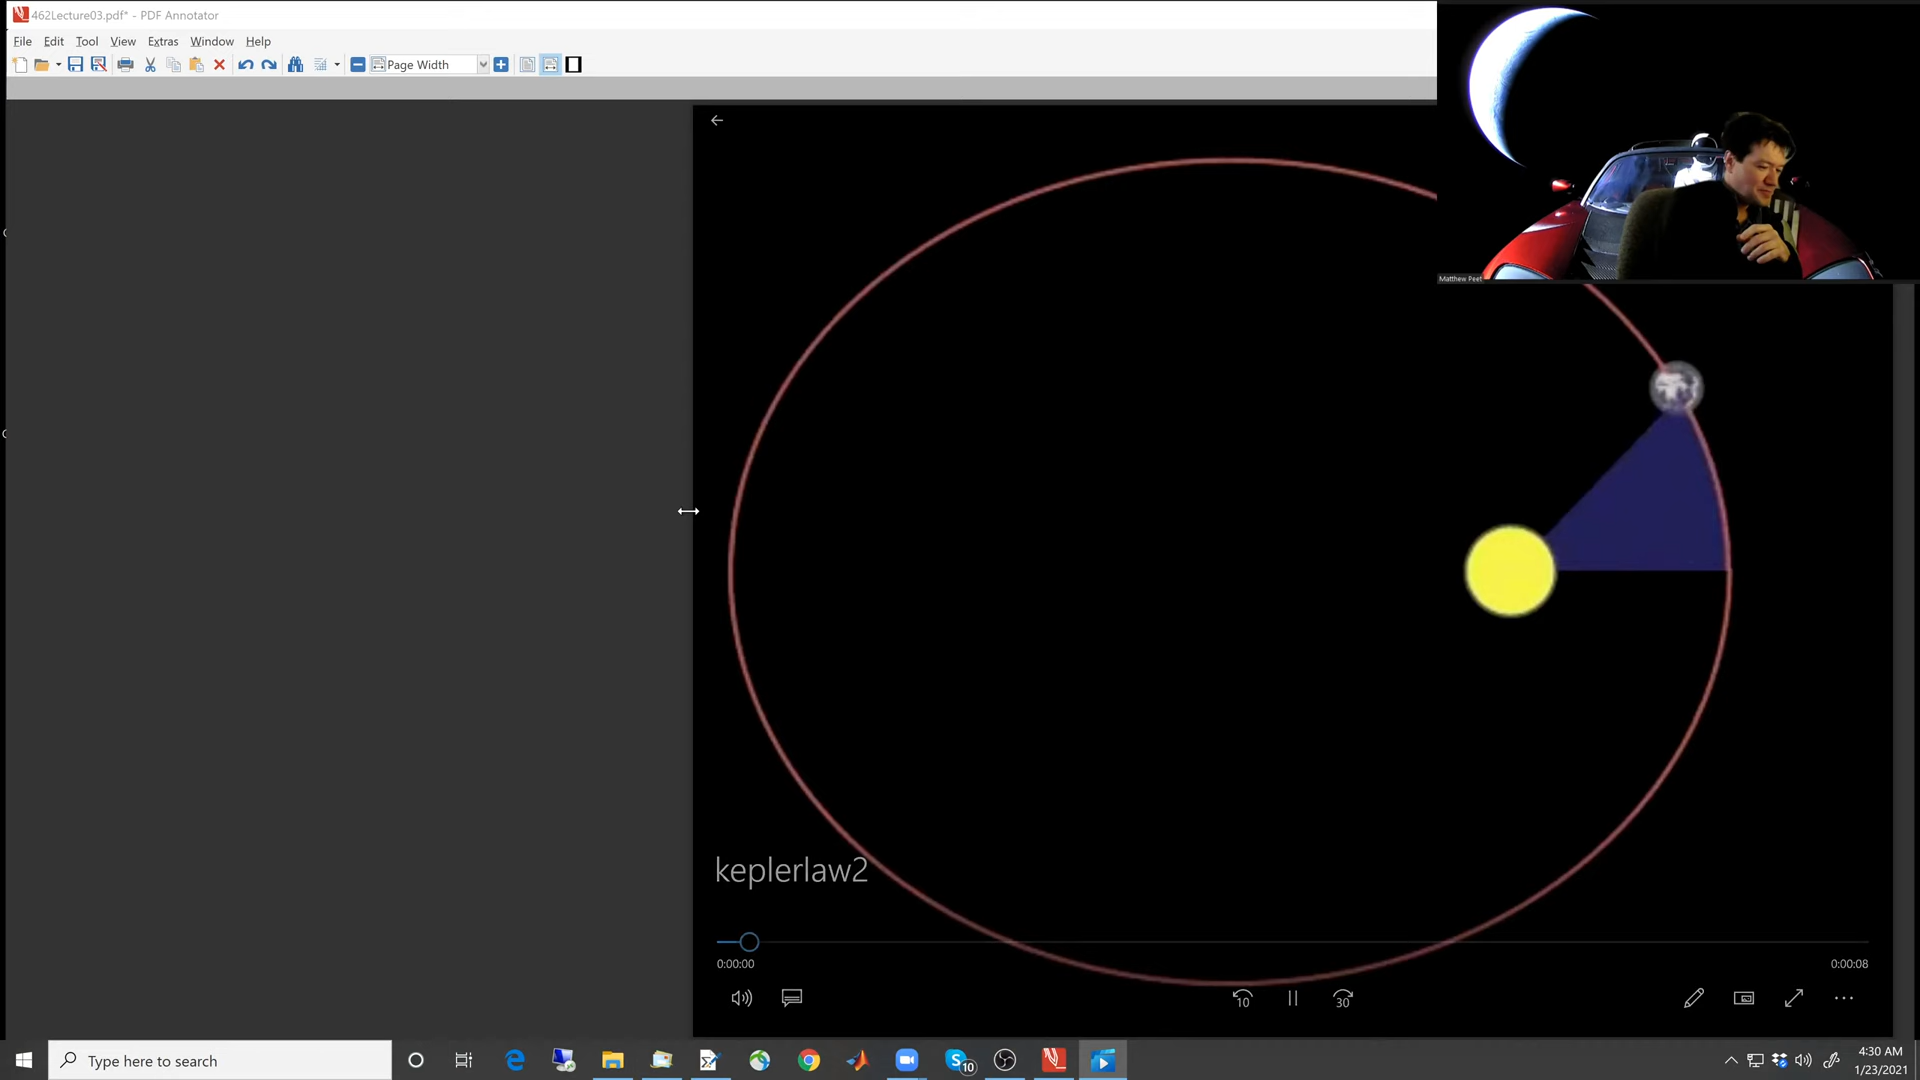 462Lecture03.pdf* - PDF Annotator
File Edit Tool View Extras Window Help
Page Width
Matthew Peet
keplerlaw2
0:00:00
0:00:08
10
30
Type here to search
10
4:30 AM
1/23/2021